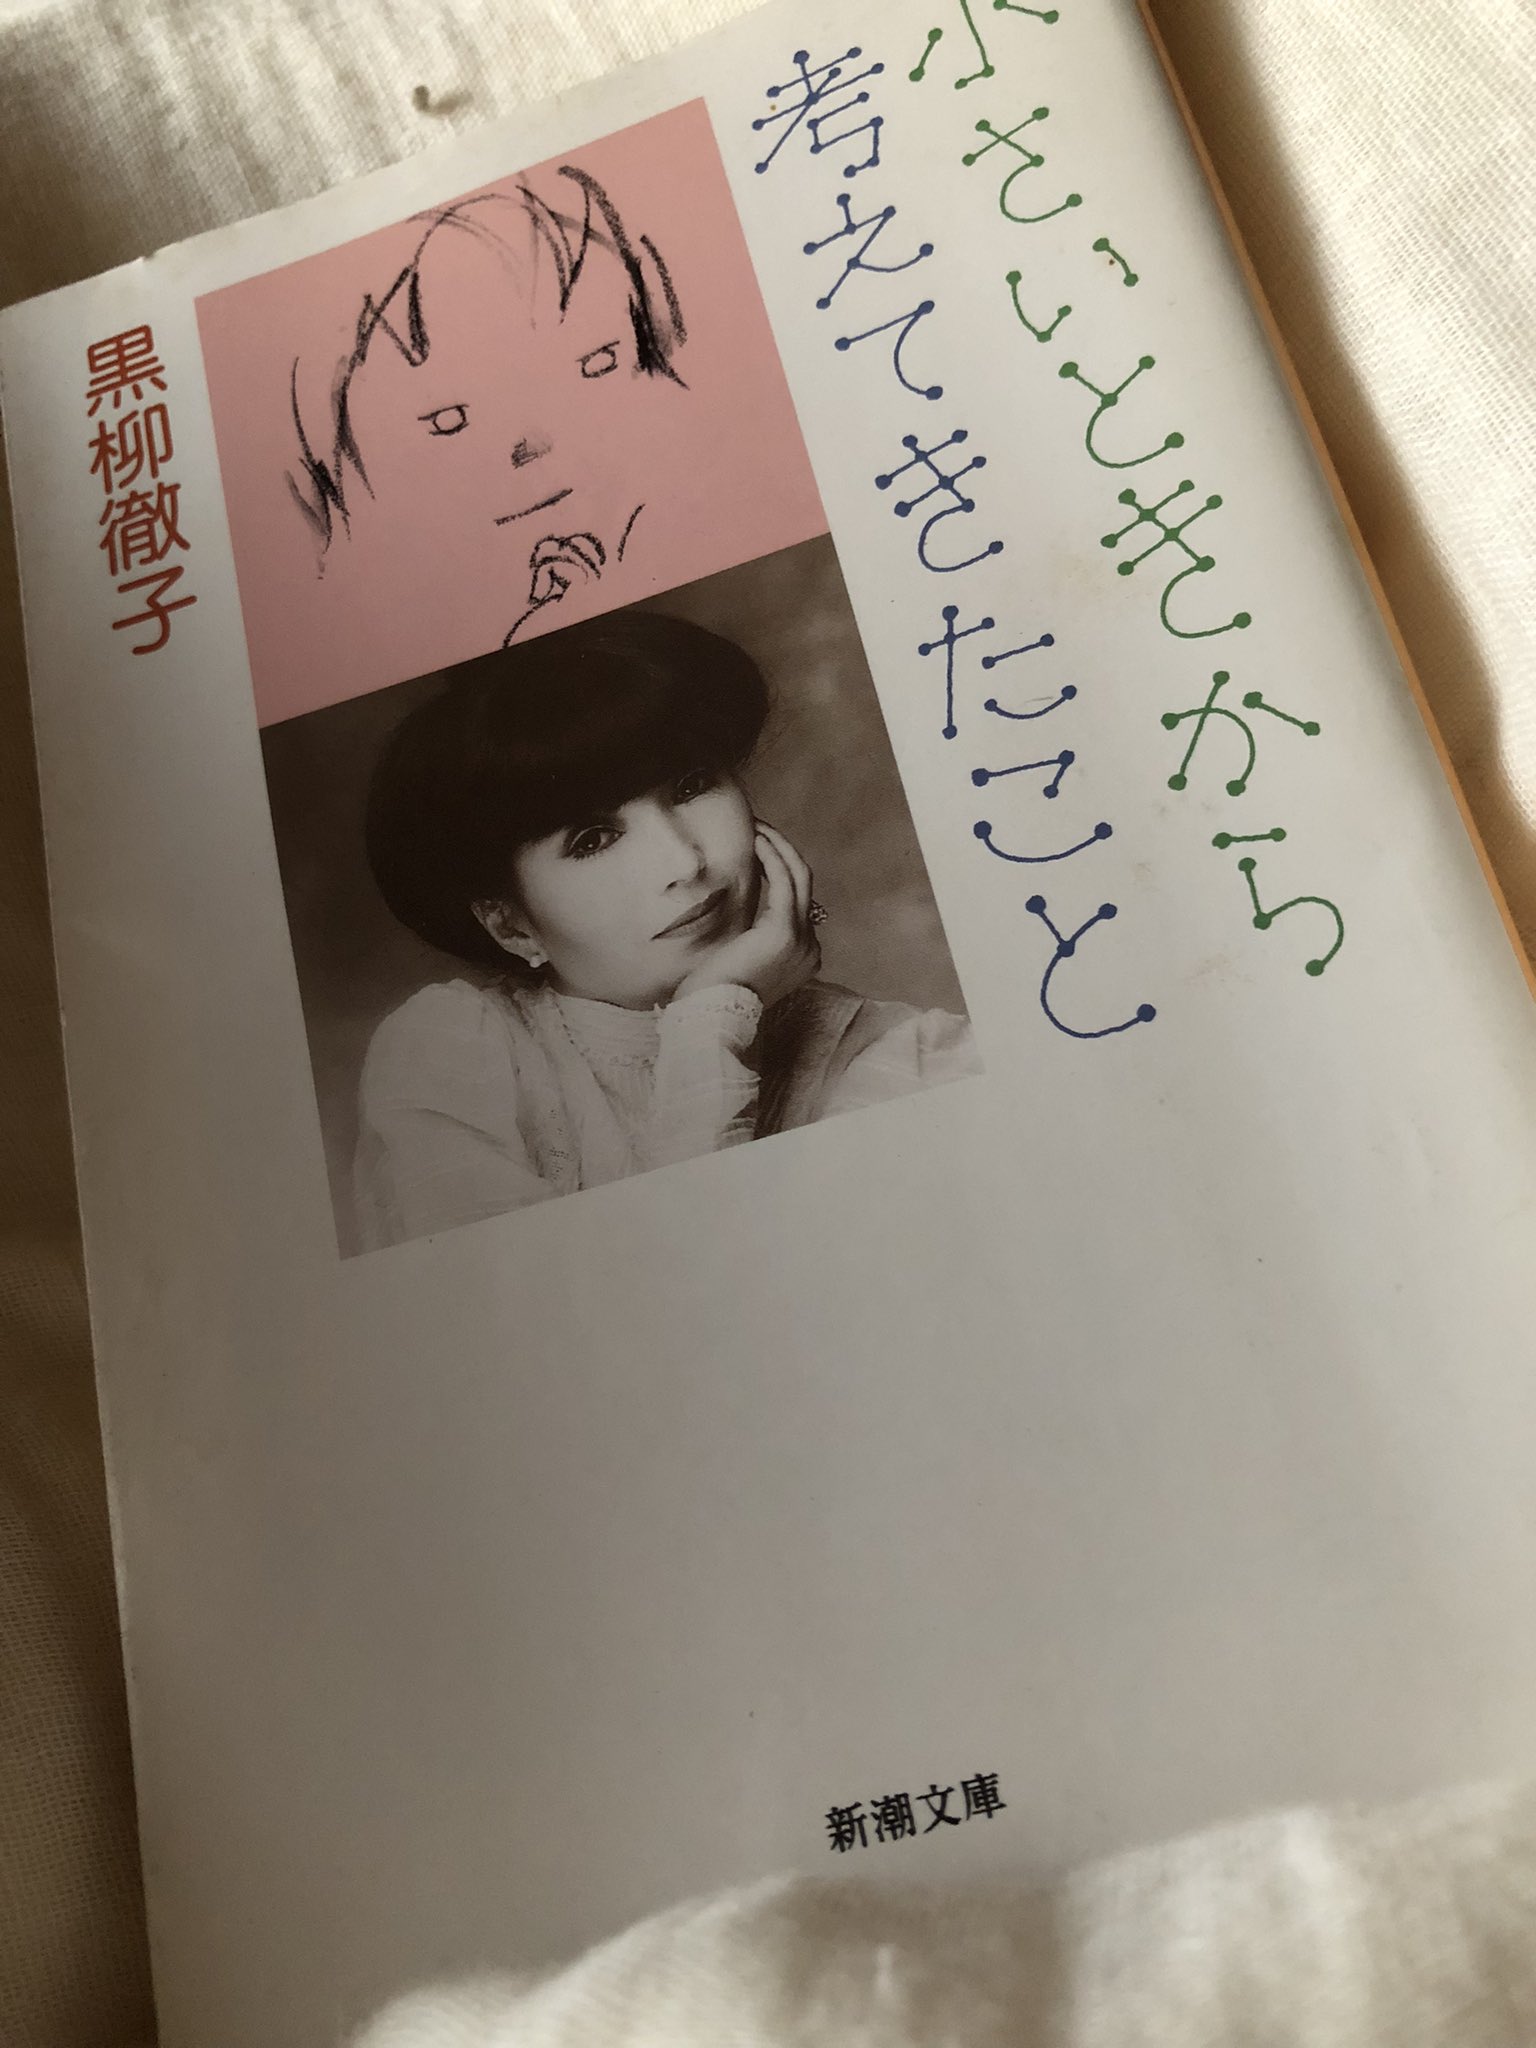 小さいときから
考えてきたこと
黒柳徹子
新潮文庫